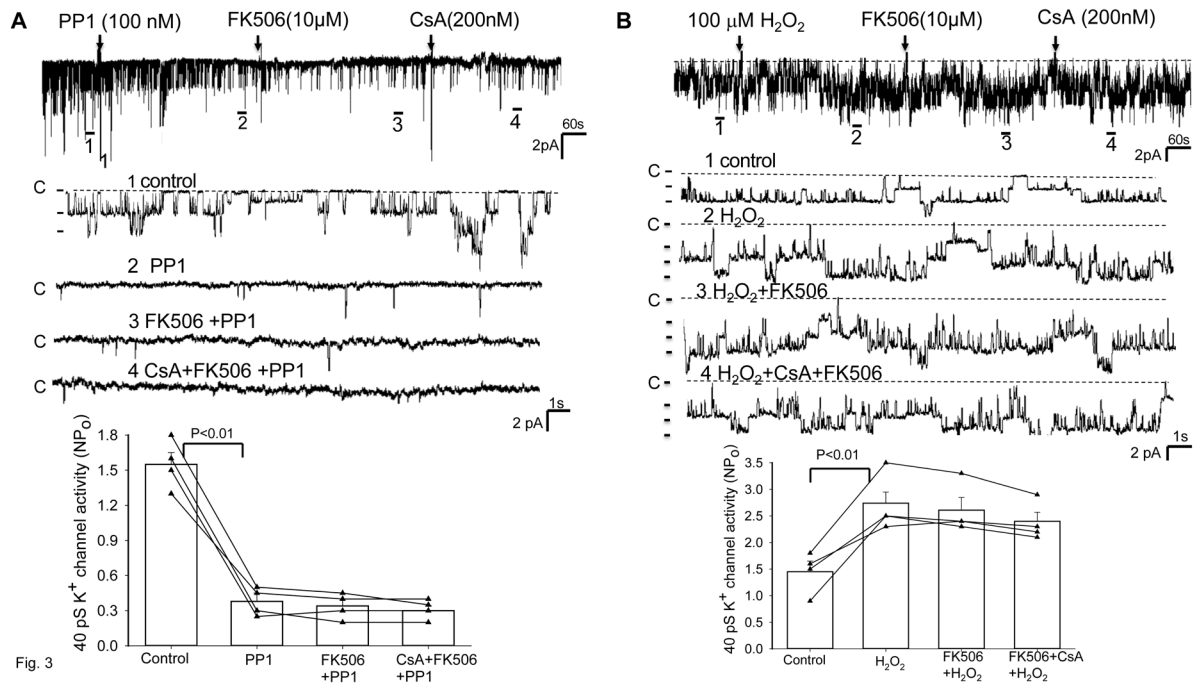 A
PP1 (100 nM)
FK506(10µM)
CsA(200nM)
1
1
2
3
4
60s
2pA
C
1 control
2 PP1
C
3 FK506 +PP1
C
4 CsA+FK506 +PP1
C
1s
2 pA
40 pS K+ channel activity (NPO)
1.8
1.5
1.2
0.9
0.6
0.3
0.0
P<0.01
Control
PP1
FK506
+PP1
CsA+FK506
+PP1
Fig. 3
B
100 µM H2O2
FK506(10µM)
CsA (200nM)
1
2
3
4
60s
2pA
1 control
C
2 H2O2
C
3 H2O2+FK506
C
4 H2O2+CsA+FK506
C
1s
2 pA
40 pS K+ channel activity (NPO)
3.5
3.0
2.5
2.0
1.5
1.0
0.5
0.0
P<0.01
Control
H2O2
FK506
+H2O2
FK506+CsA
+H2O2